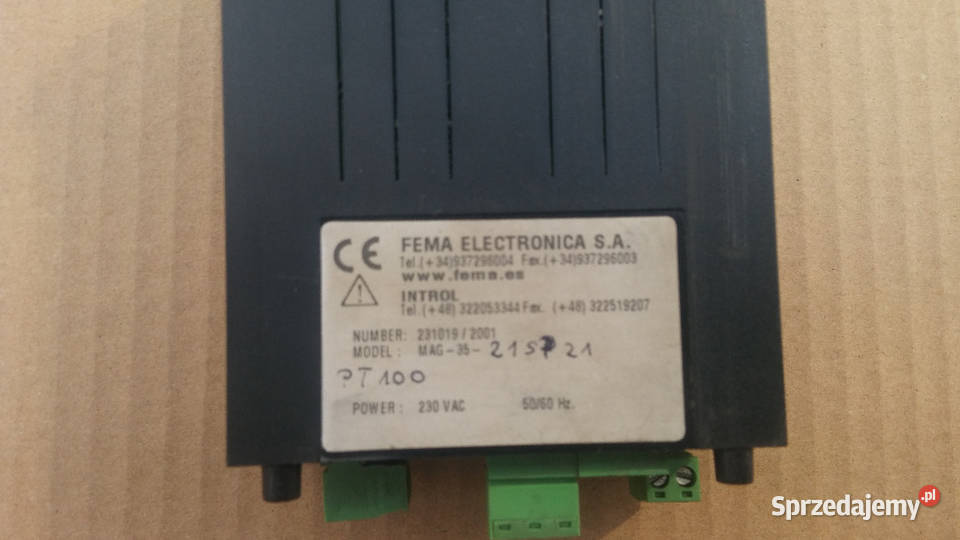 CE
FEMA ELECTRONICA S.A.
Tel.(+34)937296004 Fax.(+34)937296003
www.fema.es
INTROL
Tel.(+48) 322053344 Fax. (+48) 322519207
NUMBER: 231019 / 2001
MODEL: MAG-35-
PT100
POWER: 230 VAC 50/60 Hz.
Sprzedajemy.pl